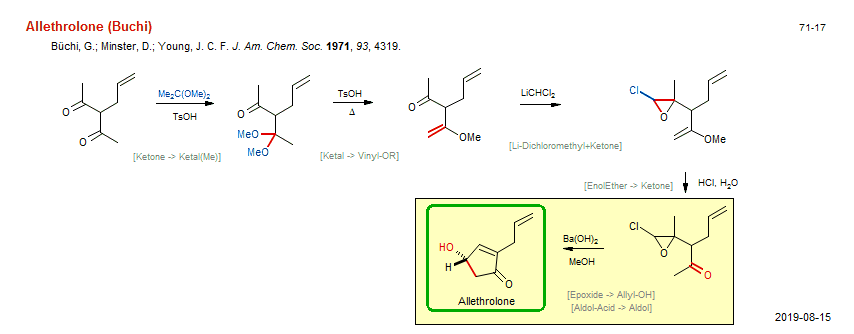 Allethrolone (Buchi)
71-17
Büchi, G.; Minster, D.; Young, J. C. F. J. Am. Chem. Soc. 1971, 93, 4319.
O
O
Me₂C(OMe)₂
TsOH
[Ketone -> Ketal(Me)]
O
MeO
MeO
TsOH
Δ
[Ketal -> Vinyl-OR]
O
OMe
LiCHCl₂
[Li-Dichloromethyl+Ketone]
Cl
O
OMe
[EnolEther -> Ketone]
HCl, H₂O
HO
H
O
Allethrolone
Ba(OH)₂
MeOH
[Epoxide -> Allyl-OH]
[Aldol-Acid -> Aldol]
Cl
O
O
2019-08-15